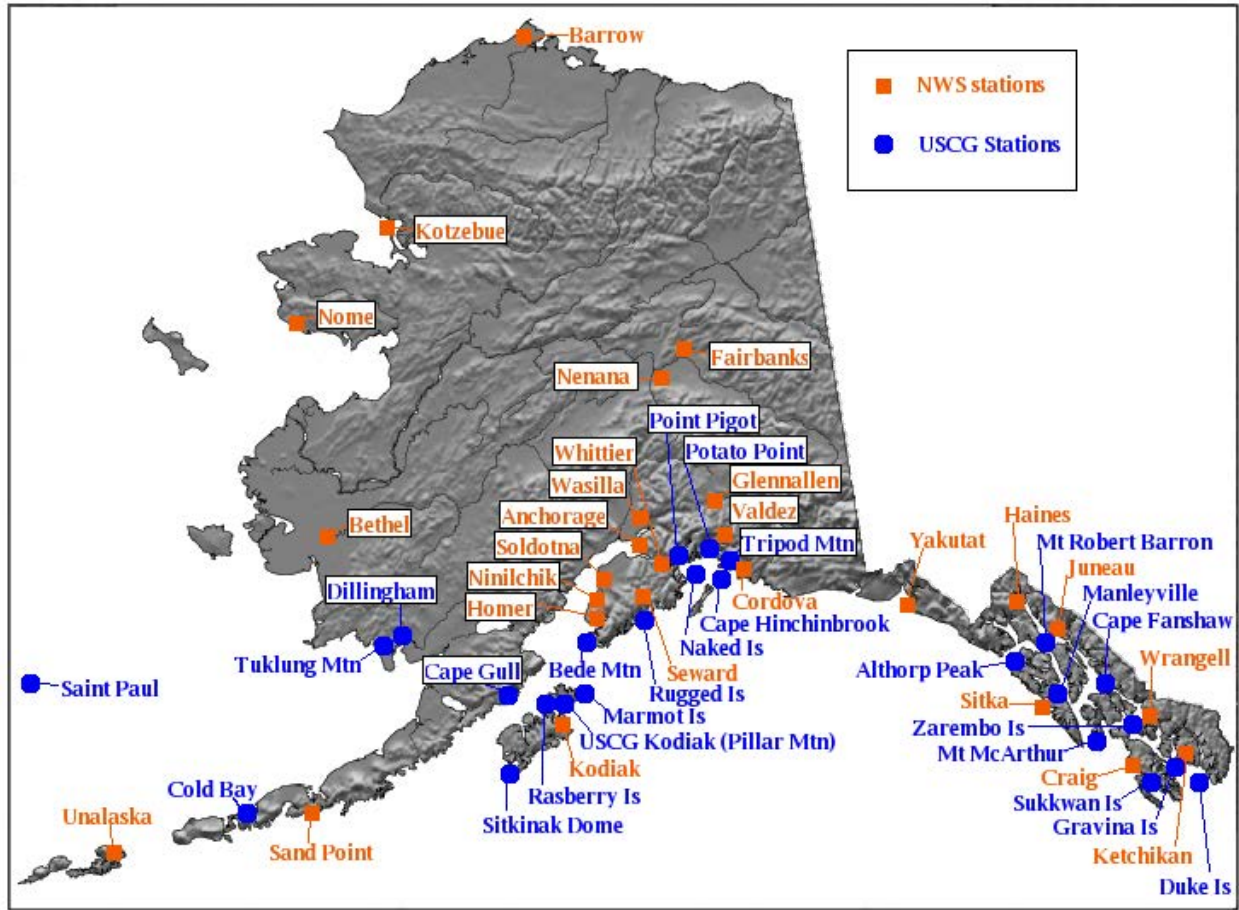 Barrow
NWS stations
USCG Stations
Kotzebue
Nome
Fairbanks
Nenana
Point Pigot
Potato Point
Whittier
Wasilla
Glennallen
Anchorage
Valdez
Bethel
Soldotna
Tripod Mtn
Ninilchik
Dillingham
Homer
Cordova
Cape Hinchinbrook
Naked Is
Seward
Tuklung Mtn
Cape Gull
Bede Mtn
Rugged Is
Saint Paul
Marmot Is
USCG Kodiak (Pillar Mtn)
Kodiak
Rasberry Is
Sitkinak Dome
Cold Bay
Unalaska
Sand Point
Yakutat
Haines
Mt Robert Barron
Juneau
Manleyville
Cape Fanshaw
Althorp Peak
Wrangell
Sitka
Zarembo Is
Mt McArthur
Craig
Sukkwan Is
Gravina Is
Ketchikan
Duke Is